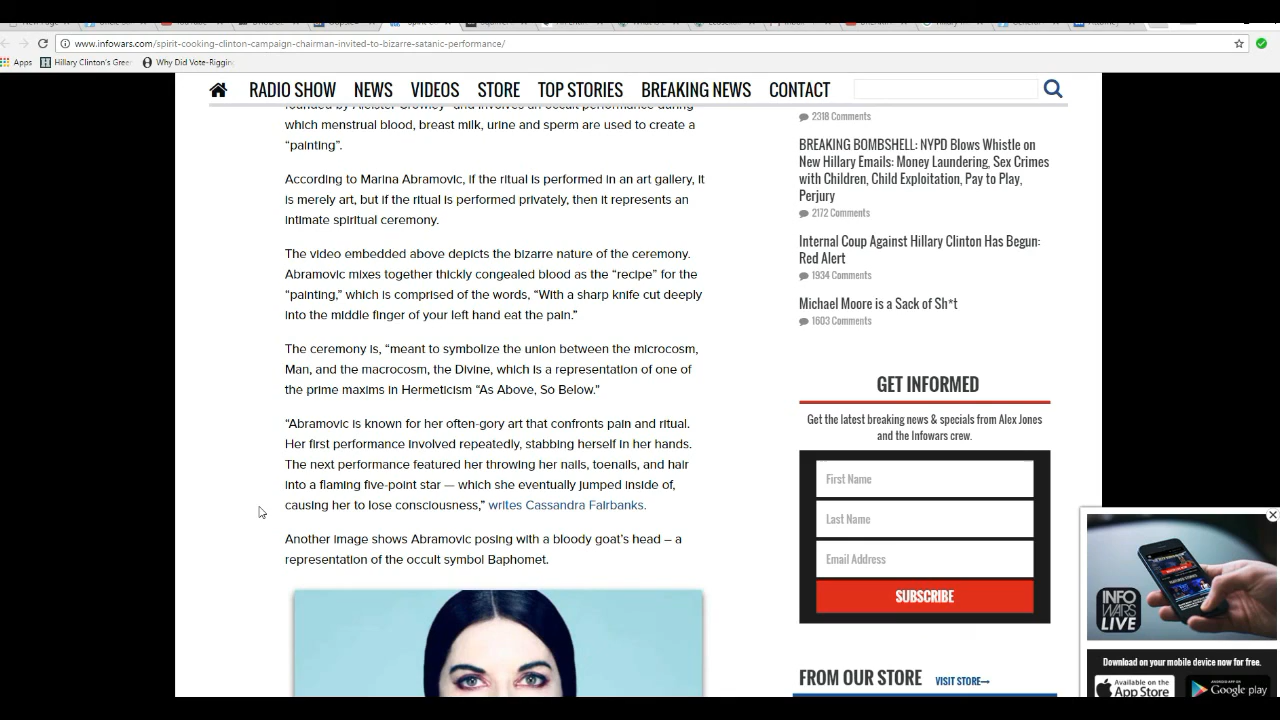 www.infowars.com/spirit-cooking-clinton-campaign-chairman-invited-to-bizarre-satanic-performance/
Apps
Hillary Clinton's Green
Why Did Vote-Rigging
RADIO SHOW NEWS VIDEOS STORE TOP STORIES BREAKING NEWS CONTACT
founded by Aleister Crowley and involves an occult performance during
which menstrual blood, breast milk, urine and sperm are used to create a
“painting”.
According to Marina Abramovic, if the ritual is performed in an art gallery, it
is merely art, but if the ritual is performed privately, then it represents an
intimate spiritual ceremony.
The video embedded above depicts the bizarre nature of the ceremony.
Abramovic mixes together thickly congealed blood as the “recipe” for the
“painting,” which is comprised of the words, “With a sharp knife cut deeply
into the middle finger of your left hand eat the pain.”
The ceremony is, “meant to symbolize the union between the microcosm,
Man, and the macrocosm, the Divine, which is a representation of one of
the prime maxims in Hermeticism “As Above, So Below.”
“Abramovic is known for her often-gory art that confronts pain and ritual.
Her first performance involved repeatedly, stabbing herself in her hands.
The next performance featured her throwing her nails, toenails, and hair
into a flaming five-point star — which she eventually jumped inside of,
causing her to lose consciousness,” writes Cassandra Fairbanks.
Another image shows Abramovic posing with a bloody goat’s head – a
representation of the occult symbol Baphomet.
2318 Comments
BREAKING BOMBSHELL: NYPD Blows Whistle on
New Hillary Emails: Money Laundering, Sex Crimes
with Children, Child Exploitation, Pay to Play,
Perjury
2172 Comments
Internal Coup Against Hillary Clinton Has Begun:
Red Alert
1934 Comments
Michael Moore is a Sack of Sh*t
1603 Comments
GET INFORMED
Get the latest breaking news & specials from Alex Jones
and the Infowars crew.
First Name
Last Name
Email Address
SUBSCRIBE
FROM OUR STORE VISIT STORE→
INFO
WARS
LIVE
Download on your mobile device now for free.
Available on the
App Store
Google play